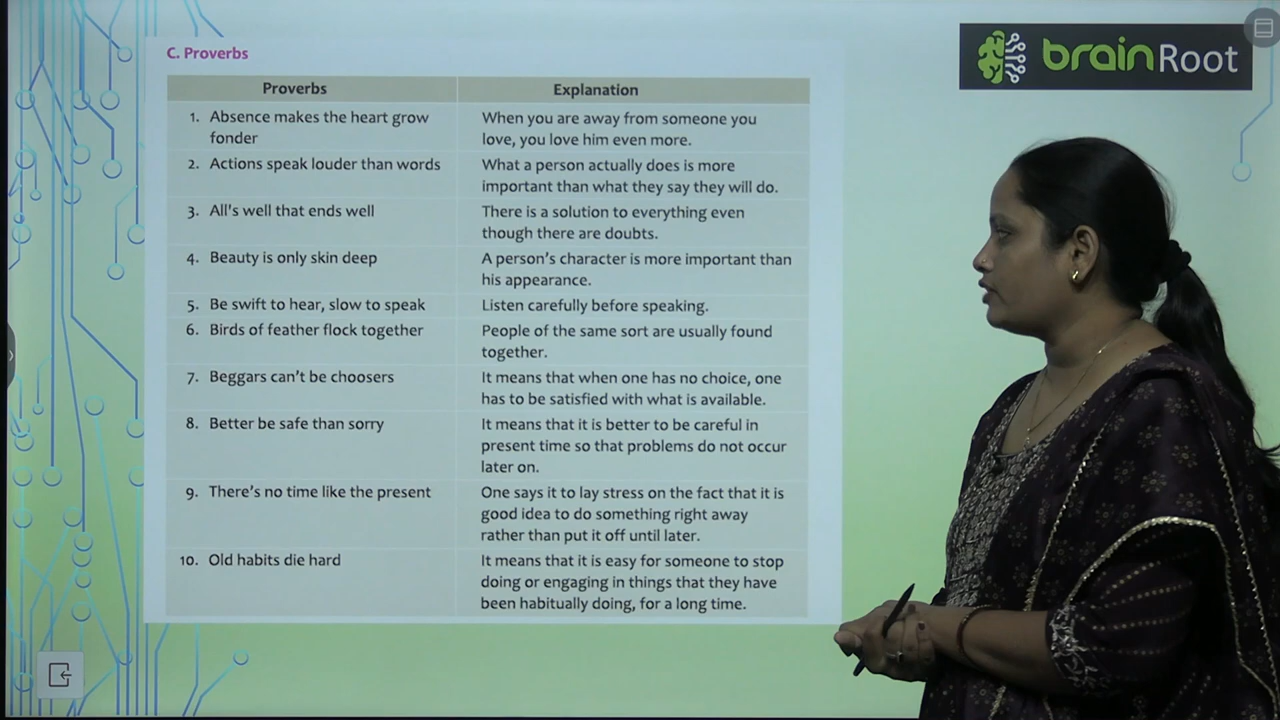 C. Proverbs
brainRoot
Proverbs Explanation
1. Absence makes the heart grow fonder
When you are away from someone you love, you love him even more.
2. Actions speak louder than words
What a person actually does is more important than what they say they will do.
3. All's well that ends well
There is a solution to everything even though there are doubts.
4. Beauty is only skin deep
A person's character is more important than his appearance.
5. Be swift to hear, slow to speak
Listen carefully before speaking.
6. Birds of feather flock together
People of the same sort are usually found together.
7. Beggars can't be choosers
It means that when one has no choice, one has to be satisfied with what is available.
8. Better be safe than sorry
It means that it is better to be careful in present time so that problems do not occur later on.
9. There's no time like the present
One says it to lay stress on the fact that it is good idea to do something right away rather than put it off until later.
10. Old habits die hard
It means that it is easy for someone to stop doing or engaging in things that they have been habitually doing, for a long time.